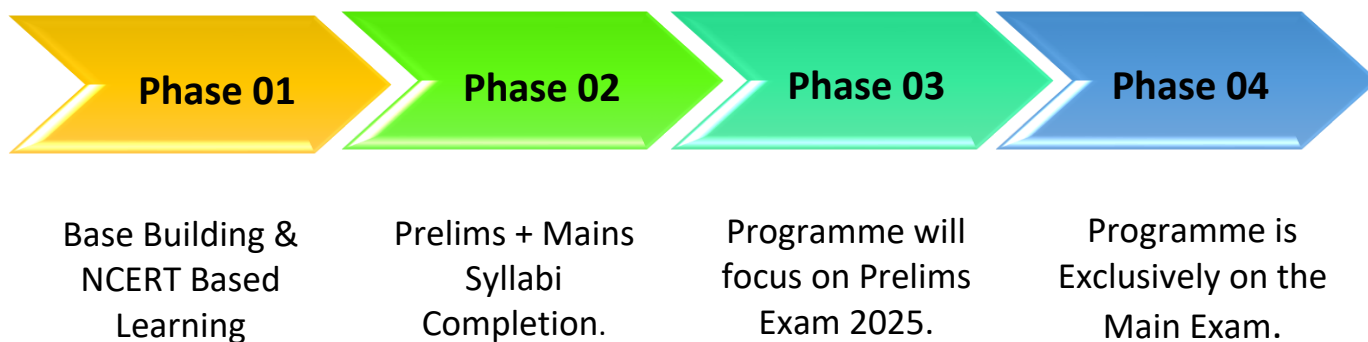 Phase 01
Phase 02
Phase 03
Phase 04
Base Building &
NCERT Based
Learning
Prelims + Mains
Syllabi
Completion.
Programme will
focus on Prelims
Exam 2025.
Programme is
Exclusively on the
Main Exam.